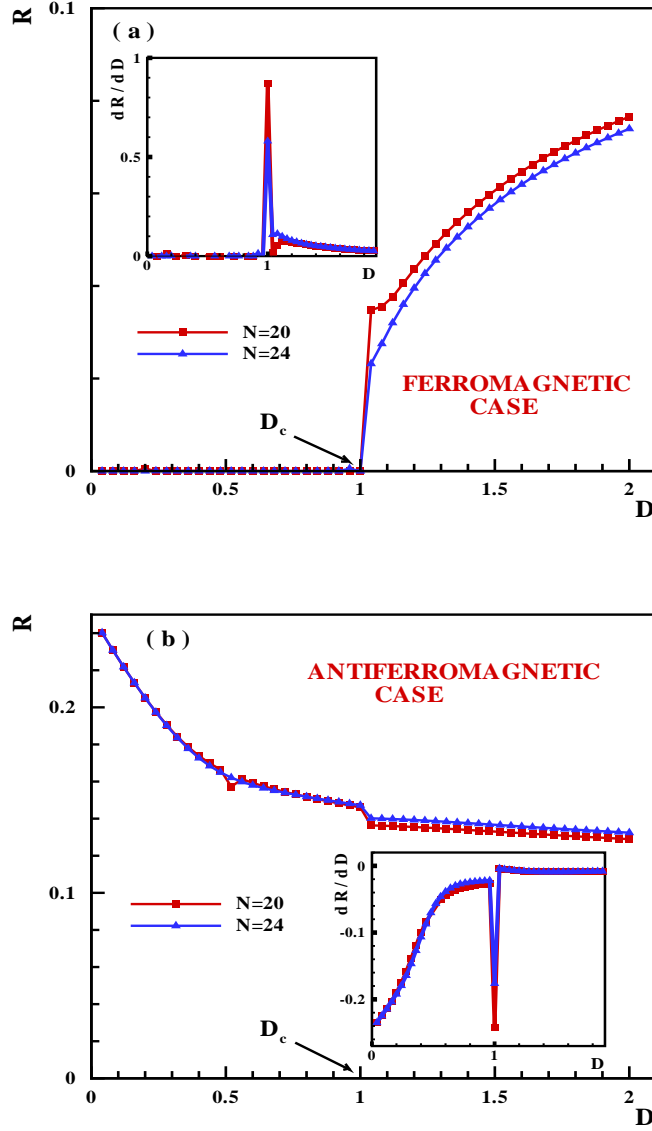 R
0.1
( a )
dR/dD
1
0.5
0
0
1
D
N=20
N=24
FERROMAGNETIC
CASE
D_c
0
0
0.5
1
1.5
2
D
R
( b )
ANTIFERROMAGNETIC
CASE
0.2
0.1
0
N=20
N=24
D_c
dR/dD
0
-0.1
-0.2
0
1
D
0
0.5
1
1.5
2
D